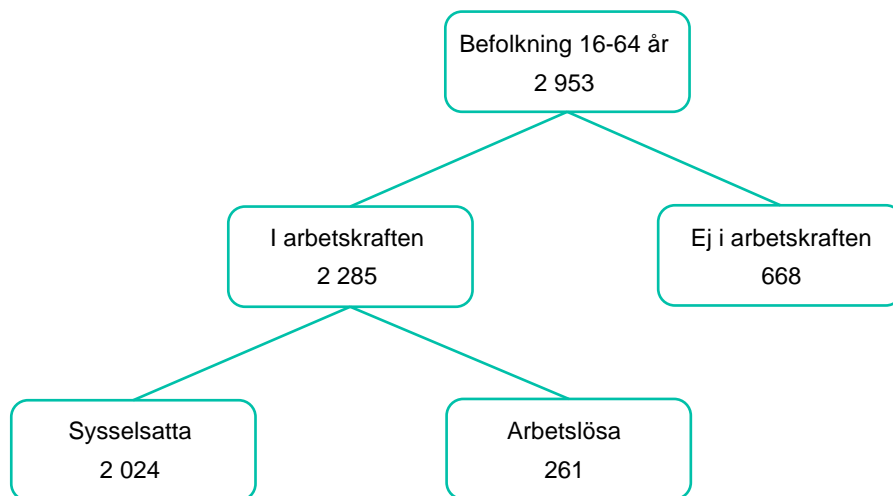 Befolkning 16-64 år
2 953
I arbetskraften
2 285
Ej i arbetskraften
668
Sysselsatta
2 024
Arbetslösa
261